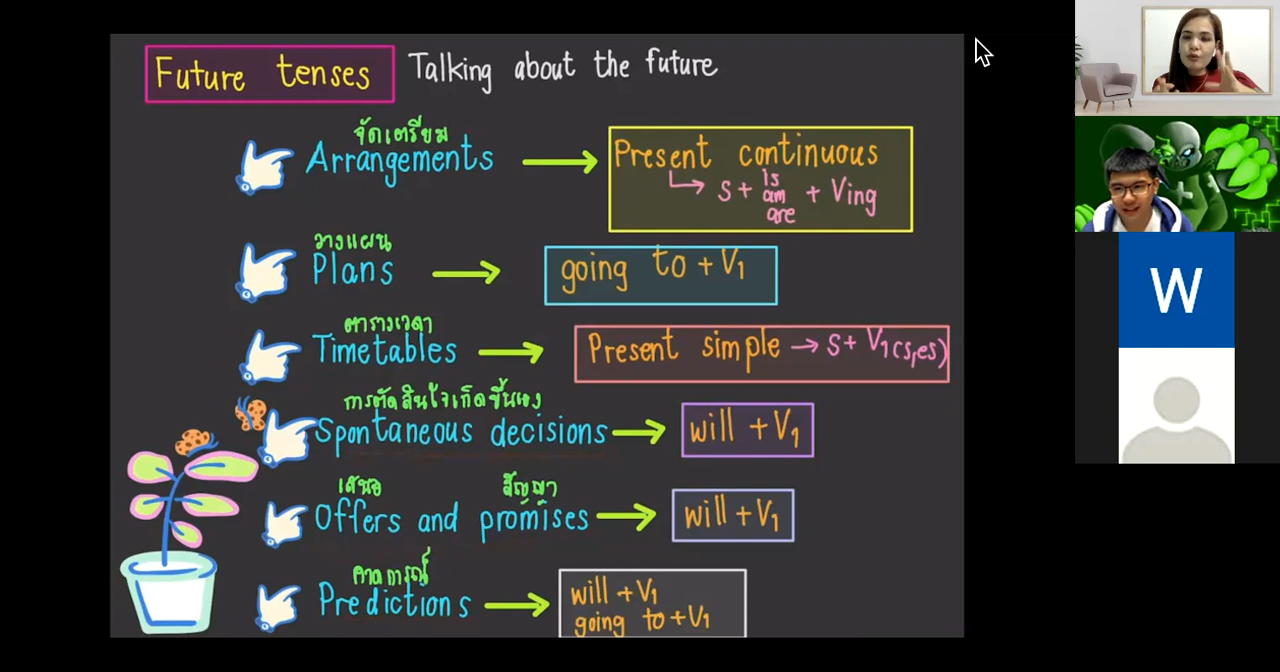 Future tenses Talking about the future
จัดเตรียม
Arrangements → Present continuous
↳ S + is am are + Ving
วางแผน
Plans → going to + V1
ตารางเวลา
Timetables → Present simple → S + V1(s,es)
การตัดสินใจเกิดขึ้นเอง
Spontaneous decisions → will + V1
เสนอ สัญญา
Offers and promises → will + V1
คาดการณ์
Predictions → will + V1
going to + V1
W